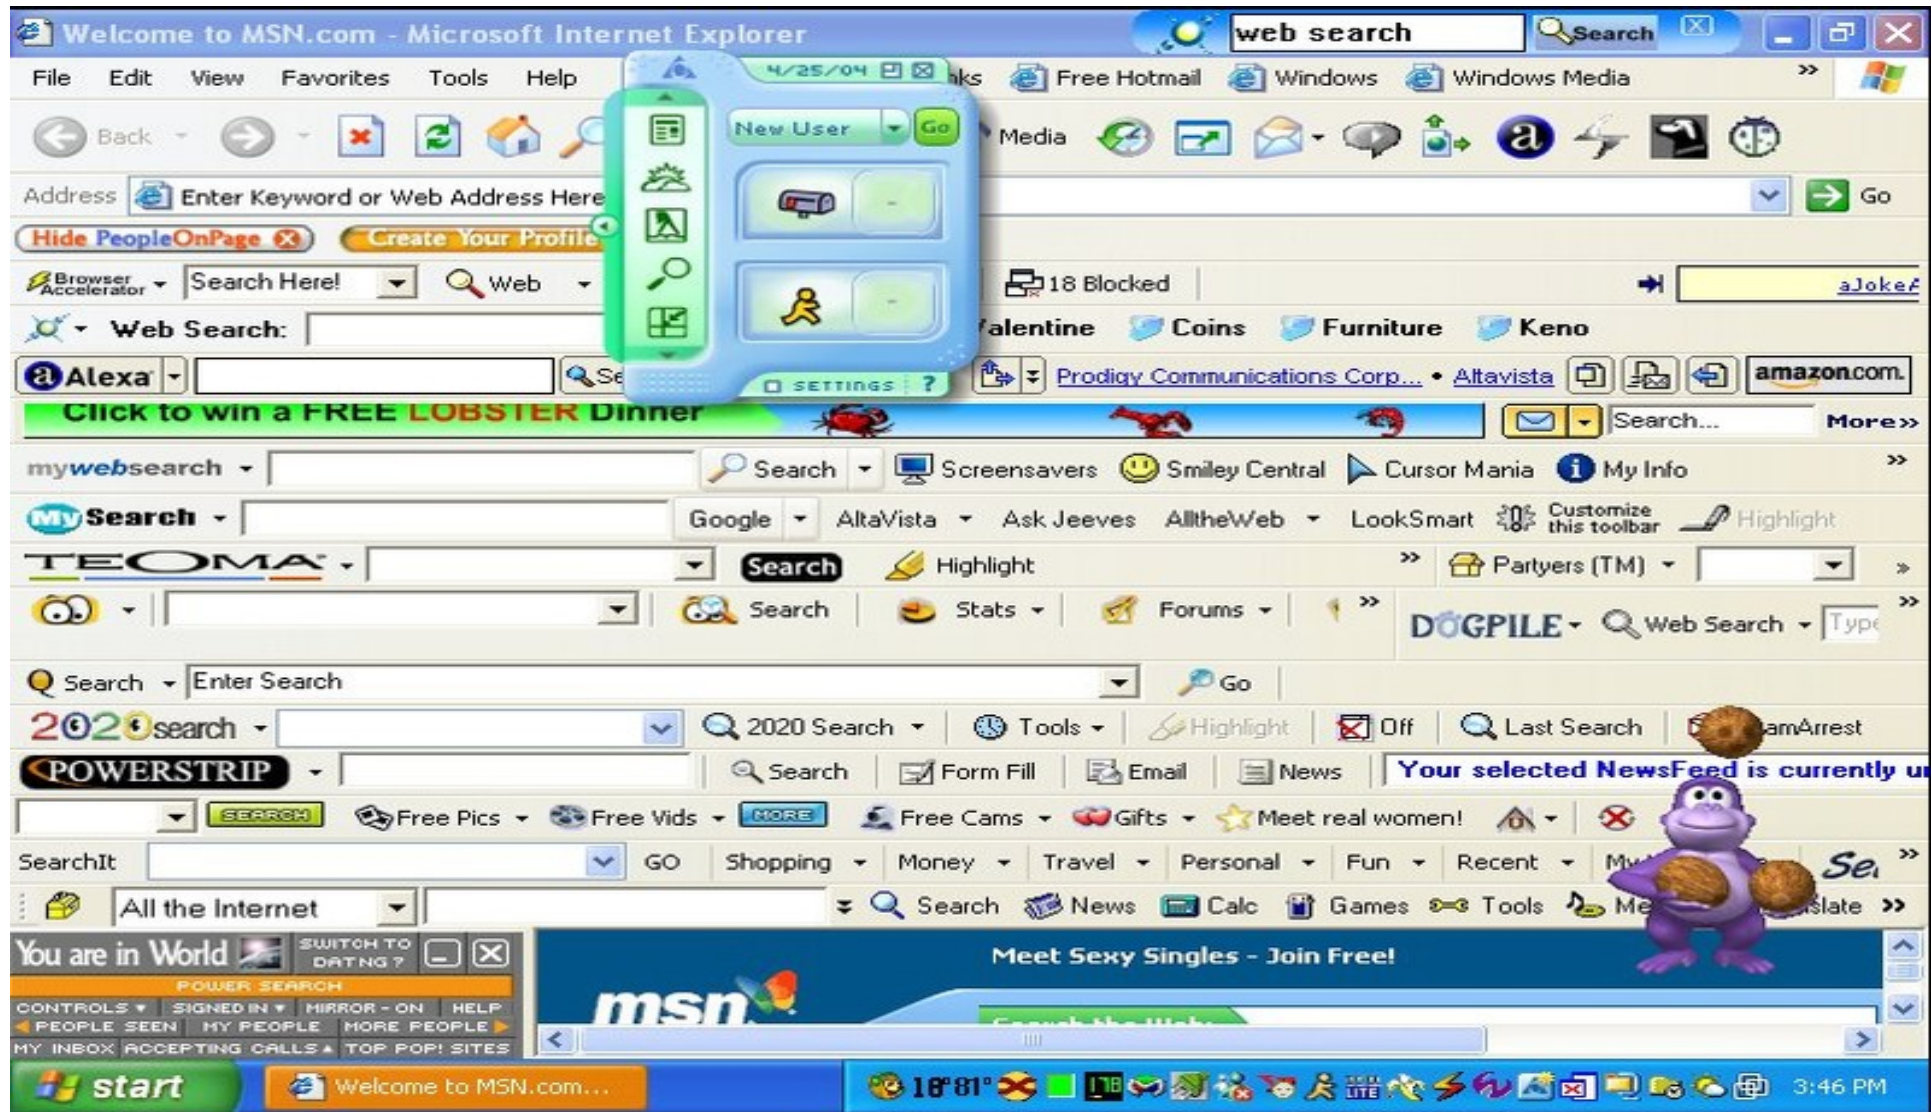 Welcome to MSN.com - Microsoft Internet Explorer web search Search
File Edit View Favorites Tools Help 4/25/04 Free Hotmail Windows Windows Media »
Back New User Go Media
Address Enter Keyword or Web Address Here Go
Hide PeopleOnPage Create Your Profile
Browser Accelerator Search Here! Web 18 Blocked
Web Search: Coins Furniture Keno
Alexa SETTINGS ? Prodigy Communications Corp... • Altavista amazon.com.
Click to win a FREE LOBSTER Dinner Search... More»
mywebsearch Search Screensavers Smiley Central Cursor Mania My Info »
My Search Google AltaVista Ask Jeeves AlltheWeb LookSmart Customize this toolbar Highlight
TEOMA Search Highlight » Partyers (TM) »
Search Stats Forums » DOGPILE Web Search Type »
Search Enter Search Go
2020search 2020 Search Tools Highlight Off Last Search
POWERSTRIP Search Form Fill Email News Your selected NewsFeed is currently
SEARCH Free Pics Free Vids MORE Free Cams Gifts Meet real women!
SearchIt GO Shopping Money Travel Personal Fun Recent »
All the Internet Search News Calc Games Tools »
You are in World SWITCH TO DATNG?
POWER SEARCH
CONTROLS SIGNED IN MIRROR - ON HELP
PEOPLE SEEN MY PEOPLE MORE PEOPLE
MY INBOX ACCEPTING CALLS TOP POP! SITES
Meet Sexy Singles - Join Free!
msn
start Welcome to MSN.com... 81° 3:46 PM